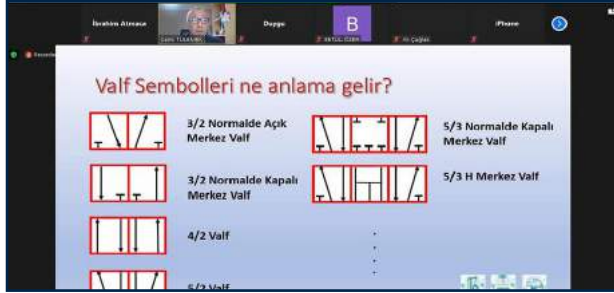 İbrahim Atmaca
Duygu
B
iPhone
Valf Sembolleri ne anlama gelir?
3/2 Normalde Açık
Merkez Valf
3/2 Normalde Kapalı
Merkez Valf
4/2 Valf
5/2 Valf
5/3 Normalde Kapalı
Merkez Valf
5/3 H Merkez Valf